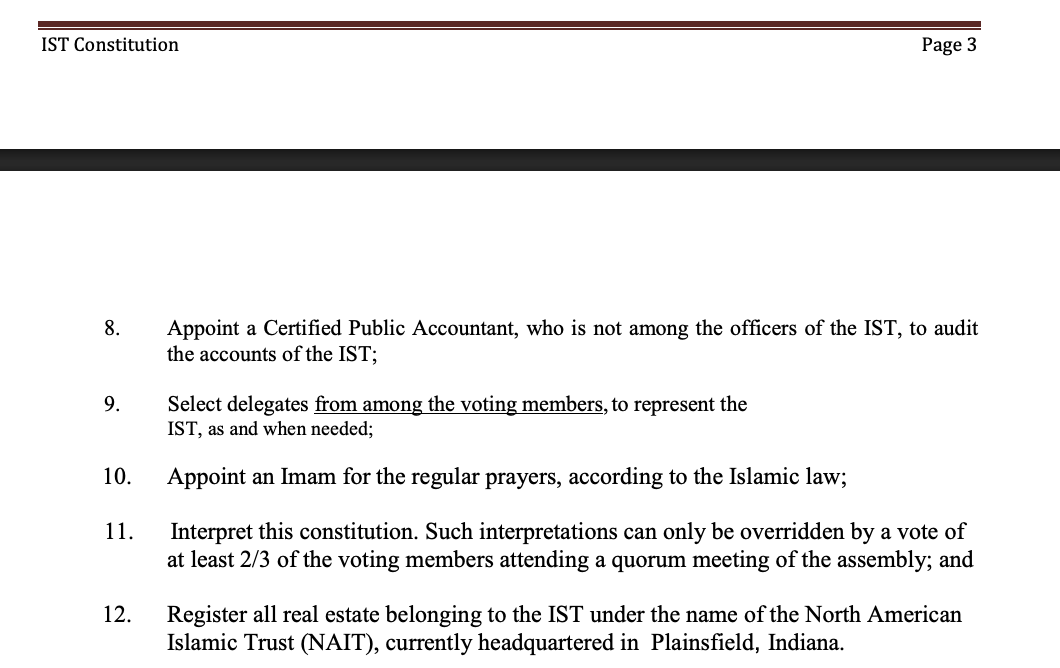 IST Constitution Page 3
8. Appoint a Certified Public Accountant, who is not among the officers of the IST, to audit
the accounts of the IST;
9. Select delegates from among the voting members, to represent the
IST, as and when needed;
10. Appoint an Imam for the regular prayers, according to the Islamic law;
11. Interpret this constitution. Such interpretations can only be overridden by a vote of
at least 2/3 of the voting members attending a quorum meeting of the assembly; and
12. Register all real estate belonging to the IST under the name of the North American
Islamic Trust (NAIT), currently headquartered in Plainsfield, Indiana.